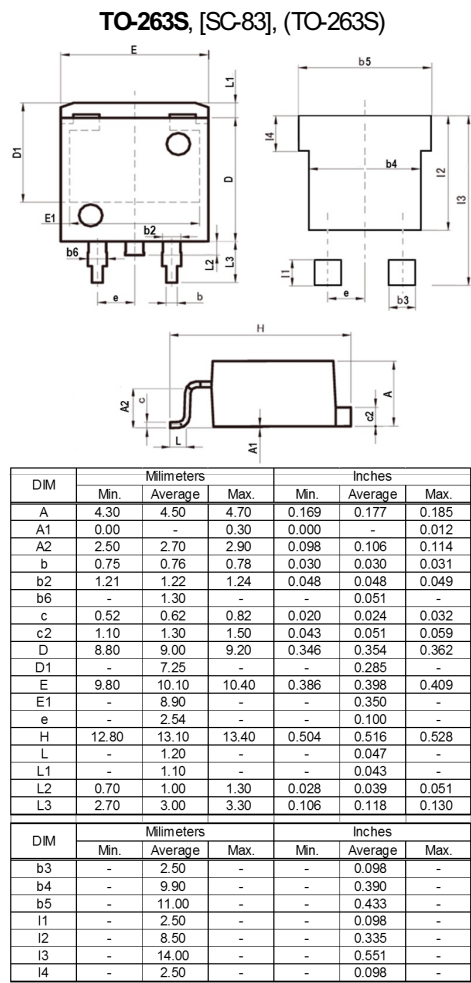 TO-263S, [SC-83], (TO-263S)
E
L1
D1
D
E1
b2
b6
L2
L3
e
b
b5
l4
b4
l2
l3
l1
e
b3
H
A2
c
L
A1
c2
A
DIM Milimeters Inches
Min. Average Max. Min. Average Max.
A 4.30 4.50 4.70 0.169 0.177 0.185
A1 0.00 - 0.30 0.000 - 0.012
A2 2.50 2.70 2.90 0.098 0.106 0.114
b 0.75 0.76 0.78 0.030 0.030 0.031
b2 1.21 1.22 1.24 0.048 0.048 0.049
b6 - 1.30 - - 0.051 -
c 0.52 0.62 0.82 0.020 0.024 0.032
c2 1.10 1.30 1.50 0.043 0.051 0.059
D 8.80 9.00 9.20 0.346 0.354 0.362
D1 - 7.25 - - 0.285 -
E 9.80 10.10 10.40 0.386 0.398 0.409
E1 - 8.90 - - 0.350 -
e - 2.54 - - 0.100 -
H 12.80 13.10 13.40 0.504 0.516 0.528
L - 1.20 - - 0.047 -
L1 - 1.10 - - 0.043 -
L2 0.70 1.00 1.30 0.028 0.039 0.051
L3 2.70 3.00 3.30 0.106 0.118 0.130
DIM Milimeters Inches
Min. Average Max. Min. Average Max.
b3 - 2.50 - - 0.098 -
b4 - 9.90 - - 0.390 -
b5 - 11.00 - - 0.433 -
l1 - 2.50 - - 0.098 -
l2 - 8.50 - - 0.335 -
l3 - 14.00 - - 0.551 -
l4 - 2.50 - - 0.098 -